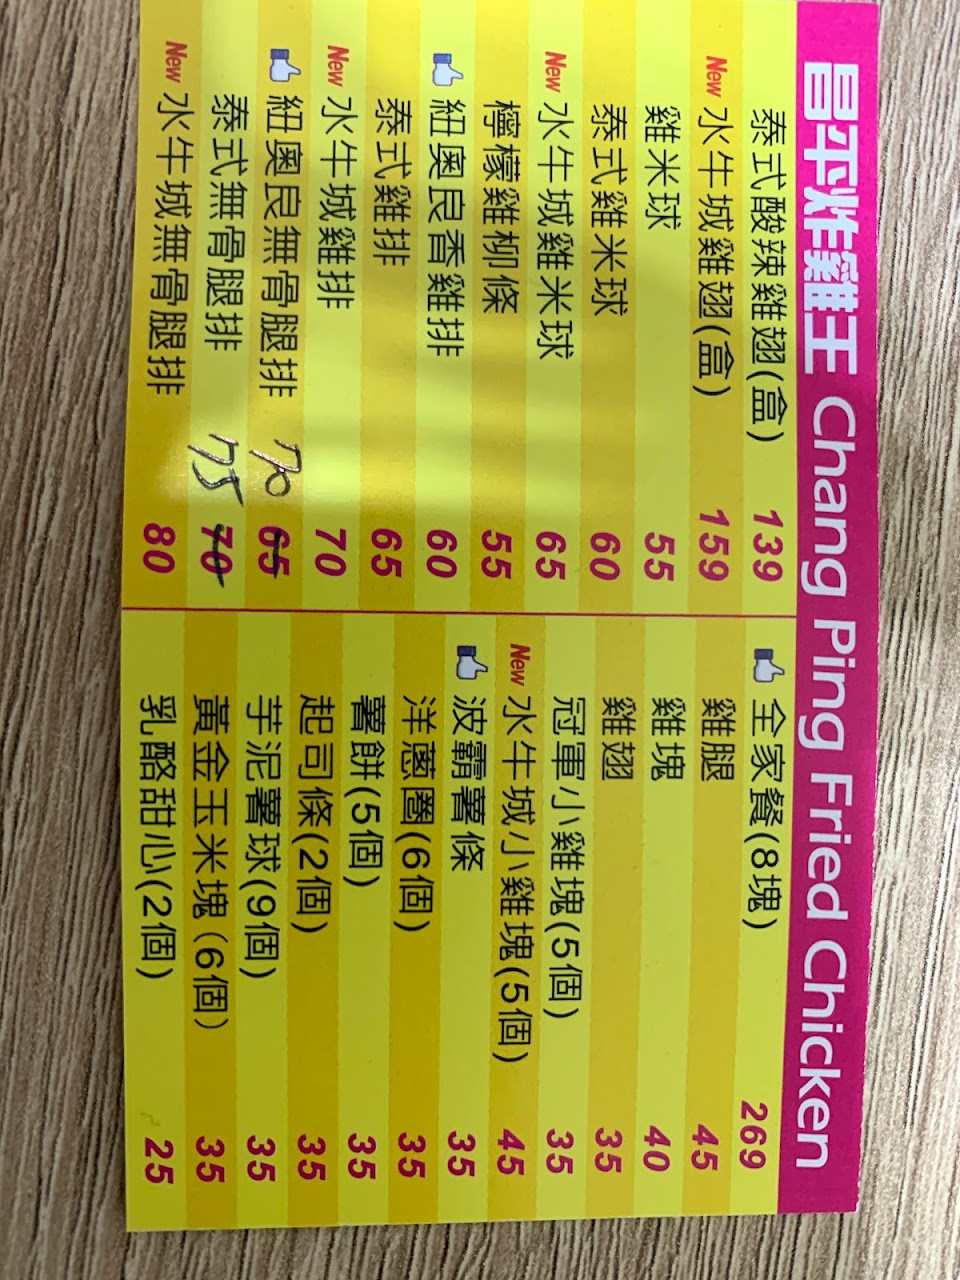 昌平炸雞王 Chang Ping Fried Chicken
泰式酸辣雞翅(盒) 139
New 水牛城雞翅(盒) 159
雞米球 55
泰式雞米球 60
New 水牛城雞米球 65
檸檬雞柳條 55
紐奧良香雞排 60
泰式雞排 65
New 水牛城雞排 70
紐奧良無骨腿排 70 65
泰式無骨腿排 75 70
New 水牛城無骨腿排 80
全家餐(8塊) 269
雞腿 45
雞塊 40
雞翅 35
冠軍小雞塊(5個) 35
New 水牛城小雞塊(5個) 45
波霸薯條 35
洋蔥圈(6個) 35
薯餅(5個) 35
起司條(2個) 35
芋泥薯球(9個) 35
黃金玉米塊(6個) 35
乳酪甜心(2個) 25